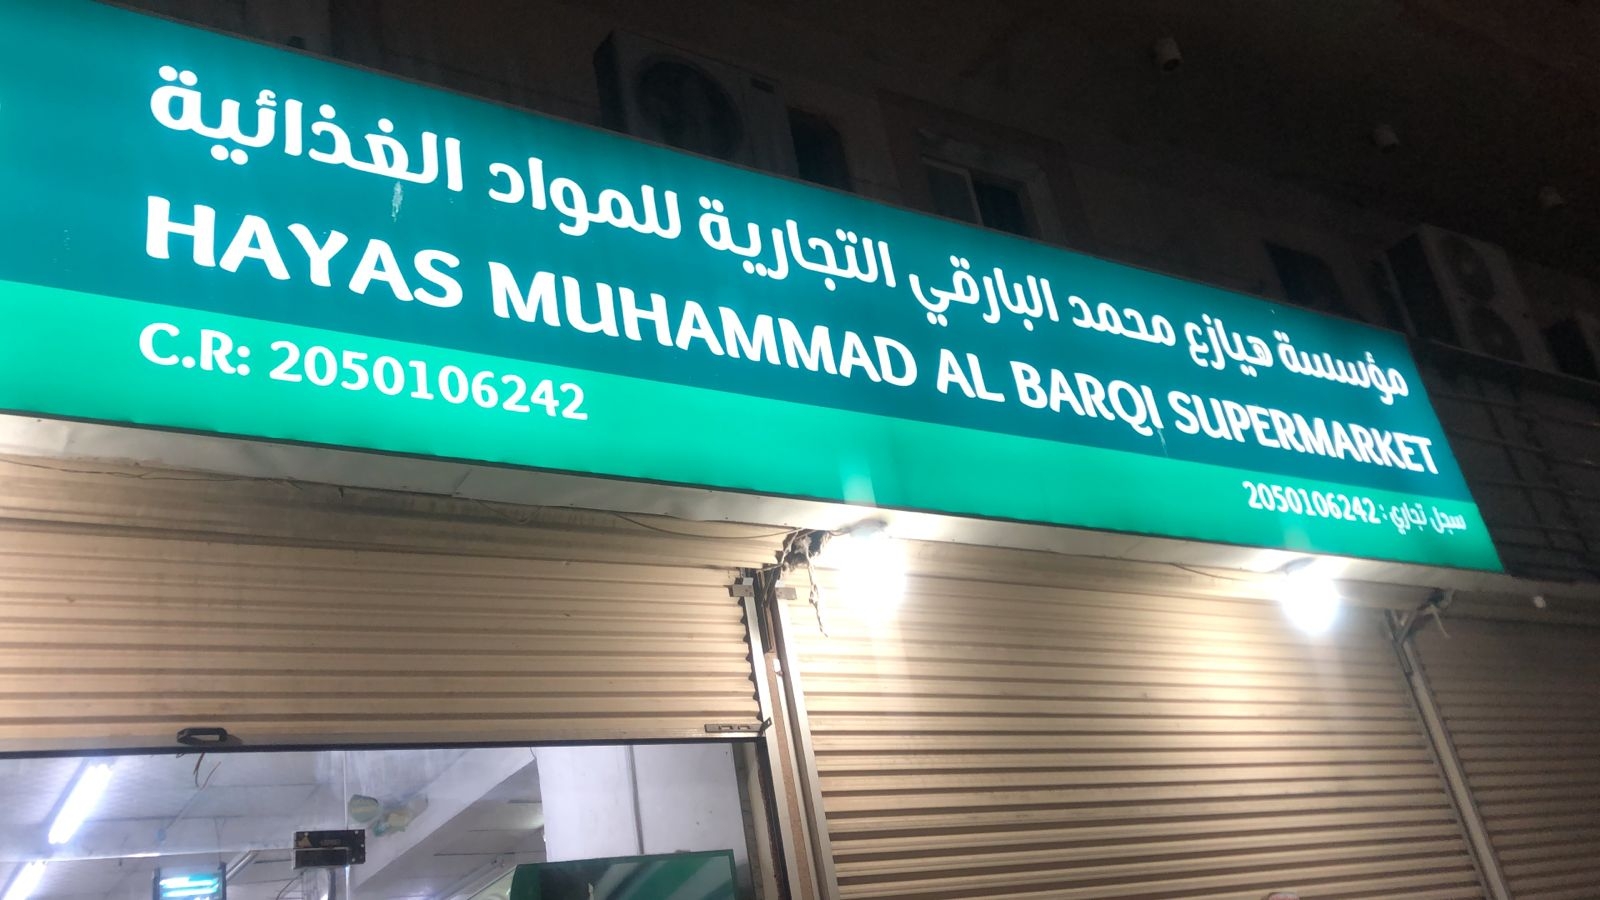 مؤسسة هيازع محمد البارقي التجارية للمواد الغذائية
HAYAS MUHAMMAD AL BARQI SUPERMARKET
C.R: 2050106242
سجل تجاري: 2050106242